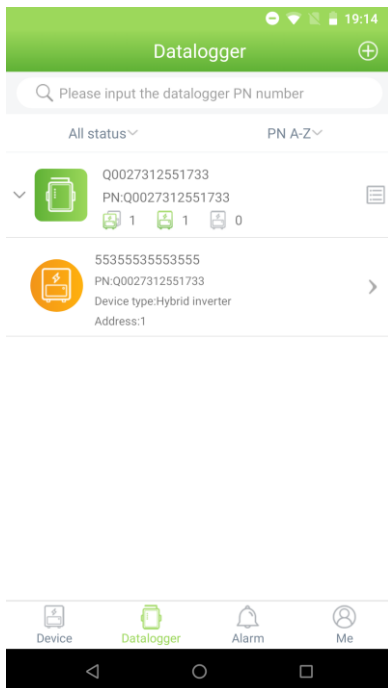 19:14
Datalogger
Please input the datalogger PN number
All status PN A-Z
Q0027312551733
PN:Q0027312551733
1 1 0
55355535553555
PN:Q0027312551733
Device type:Hybrid inverter
Address:1
Device Datalogger Alarm Me